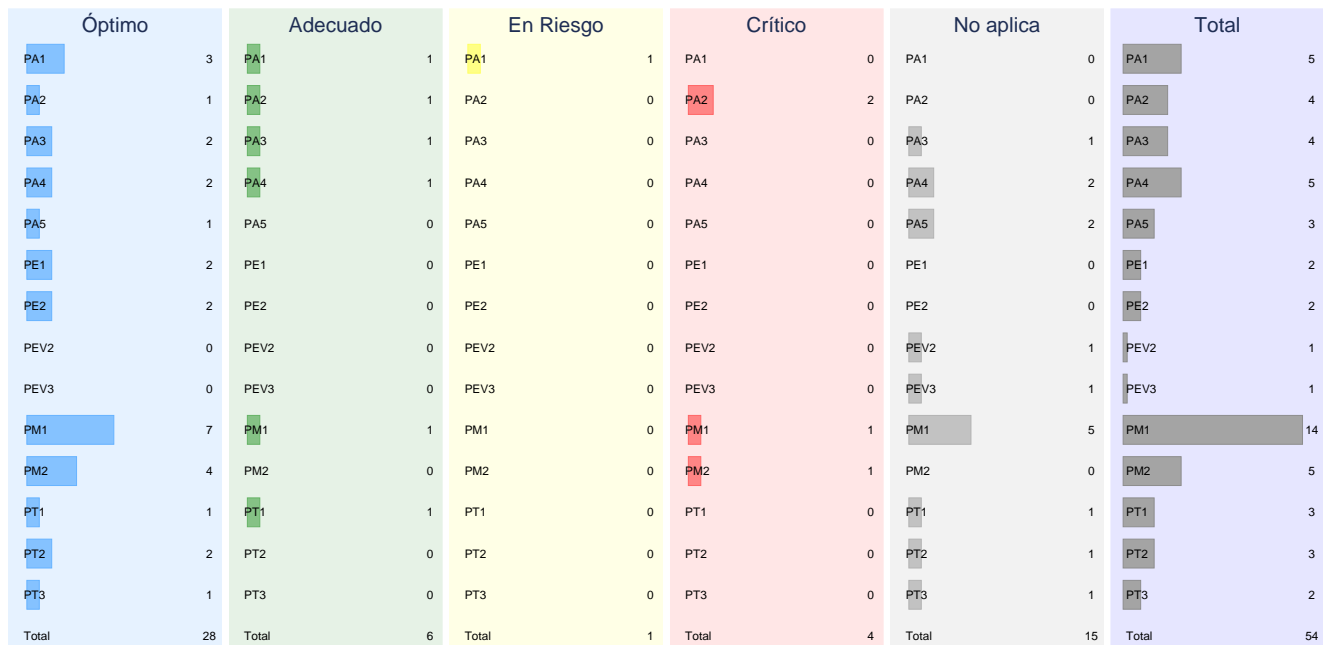 Óptimo Adecuado En Riesgo Crítico No aplica Total
PA1 3 PA1 1 PA1 1 PA1 0 PA1 0 PA1 5
PA2 1 PA2 1 PA2 0 PA2 2 PA2 0 PA2 4
PA3 2 PA3 1 PA3 0 PA3 0 PA3 1 PA3 4
PA4 2 PA4 1 PA4 0 PA4 0 PA4 2 PA4 5
PA5 1 PA5 0 PA5 0 PA5 0 PA5 2 PA5 3
PE1 2 PE1 0 PE1 0 PE1 0 PE1 0 PE1 2
PE2 2 PE2 0 PE2 0 PE2 0 PE2 0 PE2 2
PEV2 0 PEV2 0 PEV2 0 PEV2 0 PEV2 1 PEV2 1
PEV3 0 PEV3 0 PEV3 0 PEV3 0 PEV3 1 PEV3 1
PM1 7 PM1 1 PM1 0 PM1 1 PM1 5 PM1 14
PM2 4 PM2 0 PM2 0 PM2 1 PM2 0 PM2 5
PT1 1 PT1 1 PT1 0 PT1 0 PT1 1 PT1 3
PT2 2 PT2 0 PT2 0 PT2 0 PT2 1 PT2 3
PT3 1 PT3 0 PT3 0 PT3 0 PT3 1 PT3 2
Total 28 Total 6 Total 1 Total 4 Total 15 Total 54